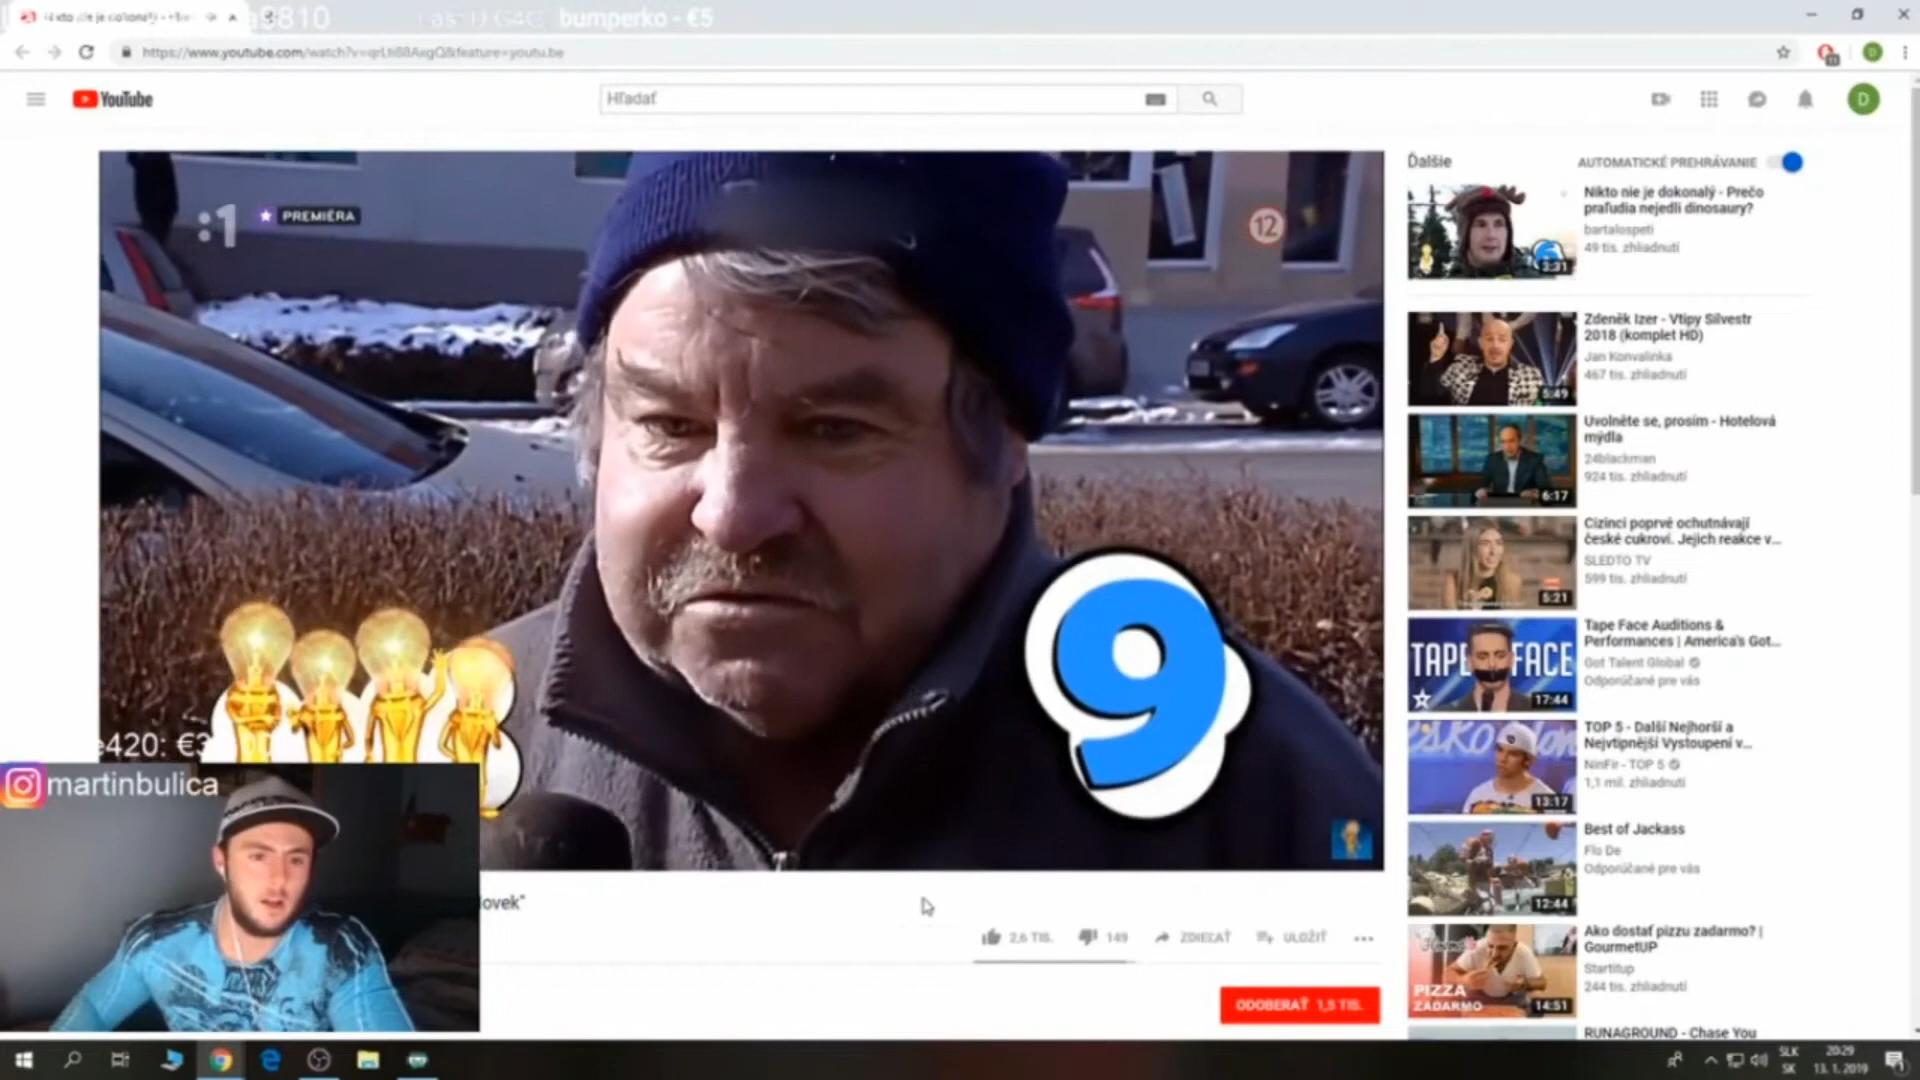 bumperko - €5
YouTube
Hľadať
D
:1
PREMIÉRA
12
9
Ďalšie
AUTOMATICKÉ PREHRÁVANIE
Nikto nie je dokonalý - Prečo
praľudia nejedli dinosaury?
bartalospeti
49 tis. zhliadnutí
3:31
Zdeněk Izer - Vtipy Silvestr
2018 (komplet HD)
Jan Konvalinka
467 tis. zhliadnutí
5:49
Uvolněte se, prosím - Hotelová
mýdla
24blackman
924 tis. zhliadnutí
6:17
Cizinci poprvé ochutnávají
české cukroví. Jejich reakce v...
SLEDTO TV
599 tis. zhliadnutí
5:21
TAPE FACE
Tape Face Auditions &
Performances | America's Got...
Got Talent Global
Odporúčané pre vás
17:44
TOP 5 - Další Nejhorší a
Nejvtipnější Vystoupení v...
NinFir - TOP 5
1,1 mil. zhliadnutí
13:17
Best of Jackass
Flo De
Odporúčané pre vás
12:44
Ako dostať pizzu zadarmo? |
GourmetUP
Startitup
244 tis. zhliadnutí
PIZZA
ZADARMO
14:51
RUNAGROUND - Chase You
martinbulica
lovek"
2,6 TIS.
149
ZDIEĽAŤ
ULOŽIŤ
ODOBERAŤ 1,5 TIS.
SLK
SK
20:29
13. 1. 2019